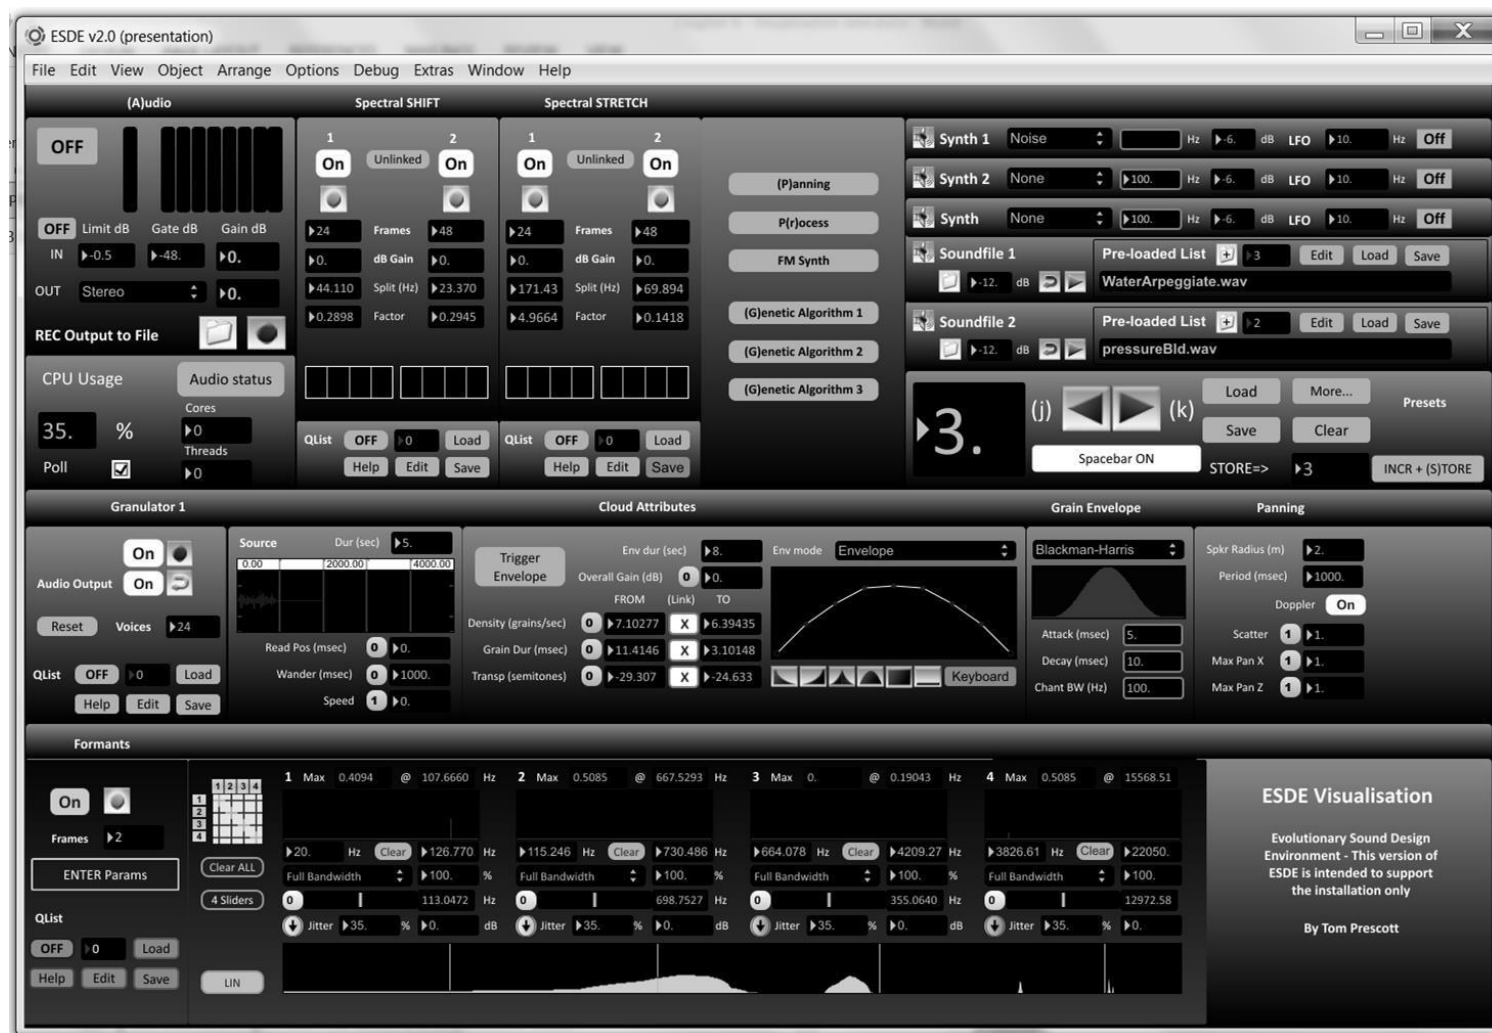 ESDE v2.0 (presentation)
File Edit View Object Arrange Options Debug Extras Window Help
(A)udio
OFF
OFF Limit dB Gate dB Gain dB
IN -0.5 -48. 0.
OUT Stereo 0.
REC Output to File
CPU Usage Audio status
Cores
35. % 0
Threads
Poll 0
Spectral SHIFT
1 2
On Unlinked On
24 Frames 48
0. dB Gain 0.
44.110 Split (Hz) 23.370
0.2898 Factor 0.2945
QList OFF 0 Load
Help Edit Save
Spectral STRETCH
1 2
On Unlinked On
24 Frames 48
0. dB Gain 0.
171.43 Split (Hz) 69.894
4.9664 Factor 0.1418
QList OFF 0 Load
Help Edit Save
(P)anning
P(r)ocess
FM Synth
(G)enetic Algorithm 1
(G)enetic Algorithm 2
(G)enetic Algorithm 3
Synth 1 Noise Hz -6. dB LFO 10. Hz Off
Synth 2 None 100. Hz -6. dB LFO 10. Hz Off
Synth None 100. Hz -6. dB LFO 10. Hz Off
Soundfile 1 Pre-loaded List + 3 Edit Load Save
-12. dB WaterArpeggiate.wav
Soundfile 2 Pre-loaded List + 2 Edit Load Save
-12. dB pressureBld.wav
3. (j) (k) Load More... Presets
Save Clear
Spacebar ON STORE=> 3 INCR + (S)TORE
Granulator 1
On
Audio Output On
Reset Voices 24
QList OFF 0 Load
Help Edit Save
Source Dur (sec) 5.
0.00 2000.00 4000.00
Read Pos (msec) 0 0.
Wander (msec) 0 1000.
Speed 1 0.
Cloud Attributes
Trigger Envelope
Env dur (sec) 8. Env mode Envelope
Overall Gain (dB) 0 0.
FROM (Link) TO
Density (grains/sec) 0 7.10277 X 6.39435
Grain Dur (msec) 0 11.4146 X 3.10148
Transp (semitones) 0 -29.307 X -24.633 Keyboard
Grain Envelope
Blackman-Harris
Attack (msec) 5.
Decay (msec) 10.
Chant BW (Hz) 100.
Panning
Spkr Radius (m) 2.
Period (msec) 1000.
Doppler On
Scatter 1 1.
Max Pan X 1 1.
Max Pan Z 1 1.
Formants
On
Frames 2
ENTER Params
QList
OFF 0 Load
Help Edit Save
1 2 3 4
1
2
3
4
Clear ALL
4 Sliders
LIN
1 Max 0.4094 @ 107.6660 Hz 2 Max 0.5085 @ 667.5293 Hz 3 Max 0. @ 0.19043 Hz 4 Max 0.5085 @ 15568.51
20. Hz Clear 126.770 Hz 115.246 Hz Clear 730.486 Hz 664.078 Hz Clear 4209.27 Hz 3826.61 Hz Clear 22050.
Full Bandwidth 100. % Full Bandwidth 100. % Full Bandwidth 100. % Full Bandwidth 100.
0 113.0472 Hz 0 698.7527 Hz 0 355.0640 Hz 0 12972.58
Jitter 35. % 0. dB Jitter 35. % 0. dB Jitter 35. % 0. dB Jitter 35. % 0.
ESDE Visualisation
Evolutionary Sound Design
Environment - This version of
ESDE is intended to support
the installation only
By Tom Prescott